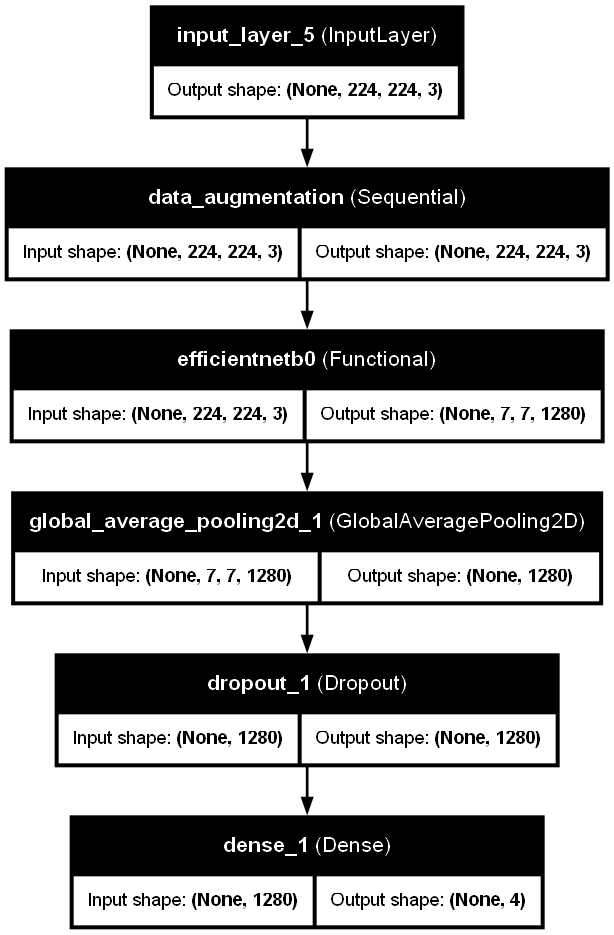 input_layer_5 (InputLayer)
Output shape: (None, 224, 224, 3)
data_augmentation (Sequential)
Input shape: (None, 224, 224, 3) Output shape: (None, 224, 224, 3)
efficientnetb0 (Functional)
Input shape: (None, 224, 224, 3) Output shape: (None, 7, 7, 1280)
global_average_pooling2d_1 (GlobalAveragePooling2D)
Input shape: (None, 7, 7, 1280) Output shape: (None, 1280)
dropout_1 (Dropout)
Input shape: (None, 1280) Output shape: (None, 1280)
dense_1 (Dense)
Input shape: (None, 1280) Output shape: (None, 4)